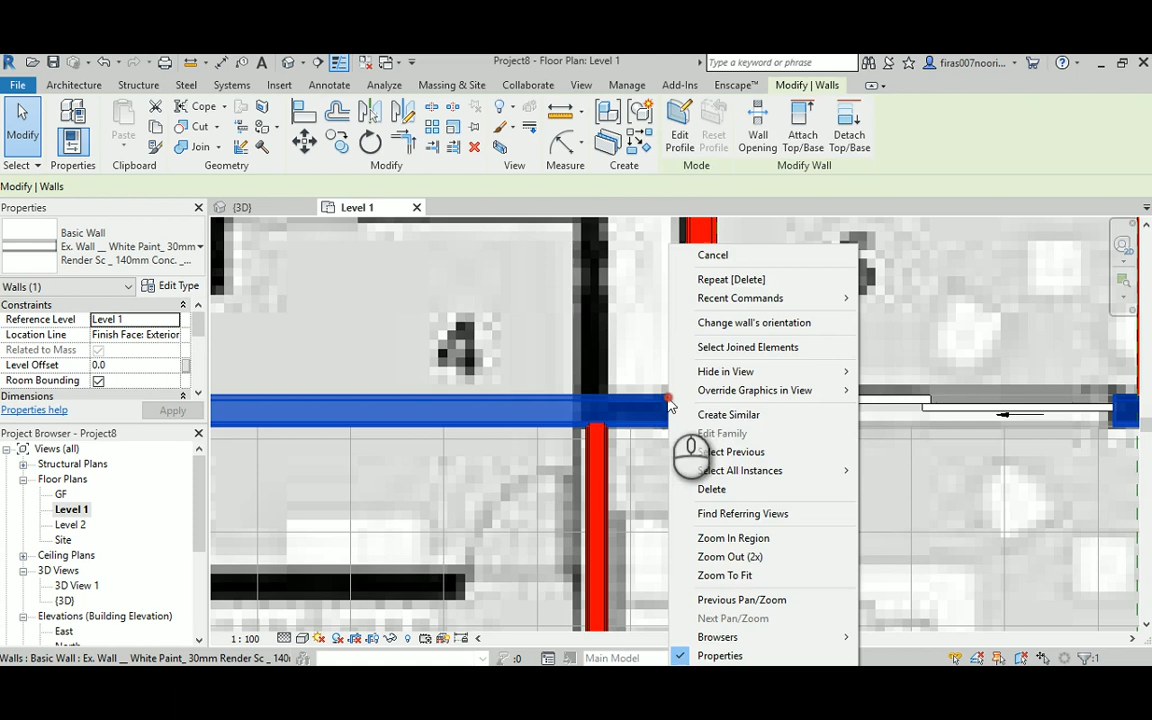 Project8 - Floor Plan: Level 1
Type a keyword or phrase
firas007noori...
File
Architecture
Structure
Steel
Systems
Insert
Annotate
Analyze
Massing & Site
Collaborate
View
Manage
Add-Ins
Enscape™
Modify | Walls
Modify
Paste
Cope
Cut
Join
Edit
Profile
Reset
Profile
Wall
Opening
Attach
Top/Base
Detach
Top/Base
Select
Properties
Clipboard
Geometry
Modify
View
Measure
Create
Mode
Modify Wall
Modify | Walls
Properties
{3D}
Level 1
Basic Wall
Ex. Wall __ White Paint_ 30mm
Render Sc _ 140mm Conc. _...
Walls (1)
Edit Type
Constraints
Reference Level
Level 1
Location Line
Finish Face: Exterior
Related to Mass
Level Offset
0.0
Room Bounding
Dimensions
Properties help
Apply
Project Browser - Project8
Views (all)
Structural Plans
Floor Plans
GF
Level 1
Level 2
Site
Ceiling Plans
3D Views
3D View 1
{3D}
Elevations (Building Elevation)
East
North
4
Cancel
Repeat [Delete]
Recent Commands
Change wall's orientation
Select Joined Elements
Hide in View
Override Graphics in View
Create Similar
Edit Family
Select Previous
Select All Instances
Delete
Find Referring Views
Zoom In Region
Zoom Out (2x)
Zoom To Fit
Previous Pan/Zoom
Next Pan/Zoom
Browsers
Properties
1 : 100
Walls : Basic Wall : Ex. Wall __ White Paint_ 30mm Render Sc _ 140
:0
Main Model
:1